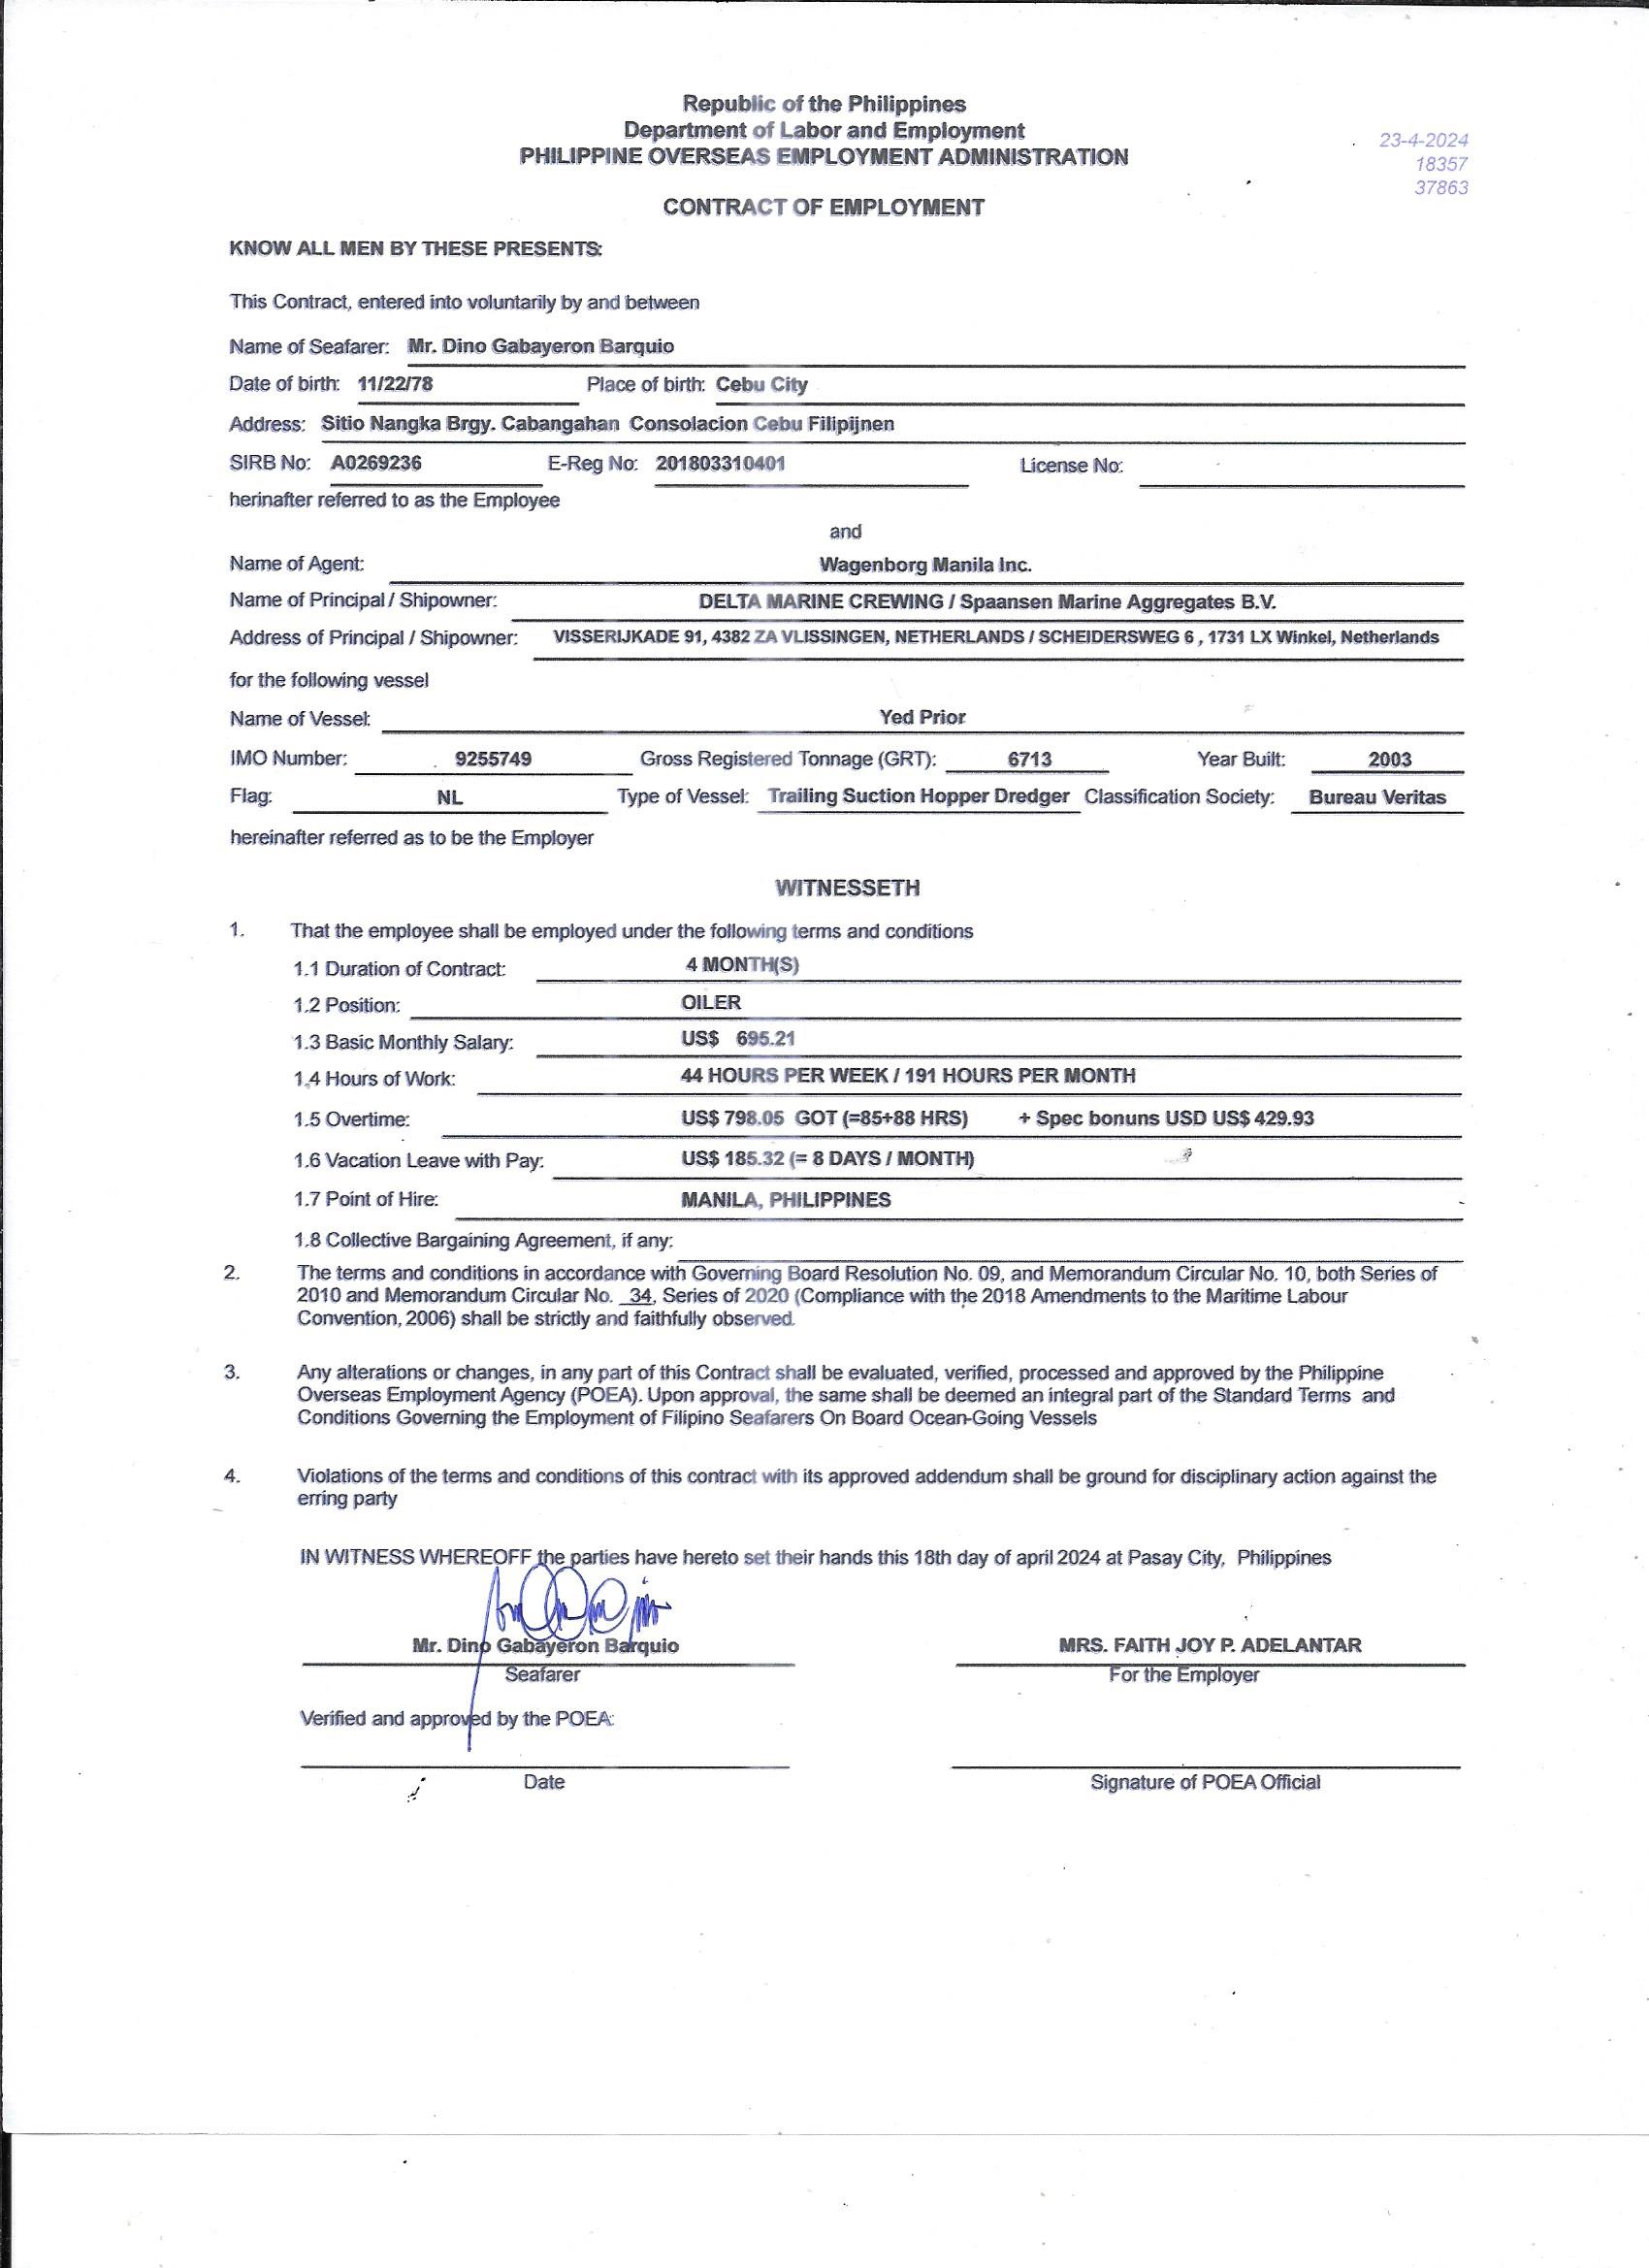 Republic of the Philippines
Department of Labor and Employment
PHILIPPINE OVERSEAS EMPLOYMENT ADMINISTRATION
23-4-2024
18357
37863
CONTRACT OF EMPLOYMENT
KNOW ALL MEN BY THESE PRESENTS:
This Contract, entered into voluntarily by and between
Name of Seafarer: Mr. Dino Gabayeron Barquio
Date of birth: 11/22/78 Place of birth: Cebu City
Address: Sitio Nangka Brgy. Cabangahan Consolacion Cebu Filipijnen
SIRB No: A0269236 E-Reg No: 201803310401 License No:
herinafter referred to as the Employee
and
Name of Agent: Wagenborg Manila Inc.
Name of Principal / Shipowner: DELTA MARINE CREWING / Spaansen Marine Aggregates B.V.
Address of Principal / Shipowner: VISSERIJKADE 91, 4382 ZA VLISSINGEN, NETHERLANDS / SCHEIDERSWEG 6 , 1731 LX Winkel, Netherlands
for the following vessel
Name of Vessel: Yed Prior
IMO Number: 9255749 Gross Registered Tonnage (GRT): 6713 Year Built: 2003
Flag: NL Type of Vessel: Trailing Suction Hopper Dredger Classification Society: Bureau Veritas
hereinafter referred as to be the Employer
WITNESSETH
1. That the employee shall be employed under the following terms and conditions
1.1 Duration of Contract: 4 MONTH(S)
1.2 Position: OILER
1.3 Basic Monthly Salary: US$ 695.21
1.4 Hours of Work: 44 HOURS PER WEEK / 191 HOURS PER MONTH
1.5 Overtime: US$ 798.05 GOT (=85+88 HRS) + Spec bonuns USD US$ 429.93
1.6 Vacation Leave with Pay: US$ 185.32 (= 8 DAYS / MONTH)
1.7 Point of Hire: MANILA, PHILIPPINES
1.8 Collective Bargaining Agreement, if any:
2. The terms and conditions in accordance with Governing Board Resolution No. 09, and Memorandum Circular No. 10, both Series of
2010 and Memorandum Circular No. 34, Series of 2020 (Compliance with the 2018 Amendments to the Maritime Labour
Convention, 2006) shall be strictly and faithfully observed.
3. Any alterations or changes, in any part of this Contract shall be evaluated, verified, processed and approved by the Philippine
Overseas Employment Agency (POEA). Upon approval, the same shall be deemed an integral part of the Standard Terms and
Conditions Governing the Employment of Filipino Seafarers On Board Ocean-Going Vessels
4. Violations of the terms and conditions of this contract with its approved addendum shall be ground for disciplinary action against the
erring party
IN WITNESS WHEREOFF the parties have hereto set their hands this 18th day of april 2024 at Pasay City, Philippines
Mr. Dino Gabayeron Barquio MRS. FAITH JOY P. ADELANTAR
Seafarer For the Employer
Verified and approved by the POEA:
Date Signature of POEA Official